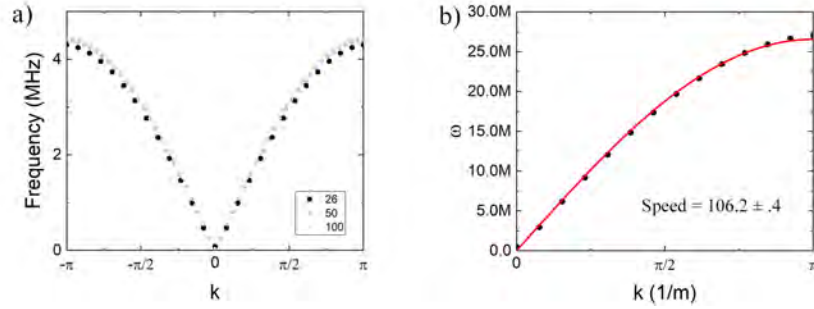 a)
Frequency (MHz)
4
2
0
26
50
100
-π
-π/2
0
π/2
π
k
b)
ω
30.0M
25.0M
20.0M
15.0M
10.0M
5.0M
0.0
Speed = 106.2 ± .4
0
π/2
π
k (1/m)